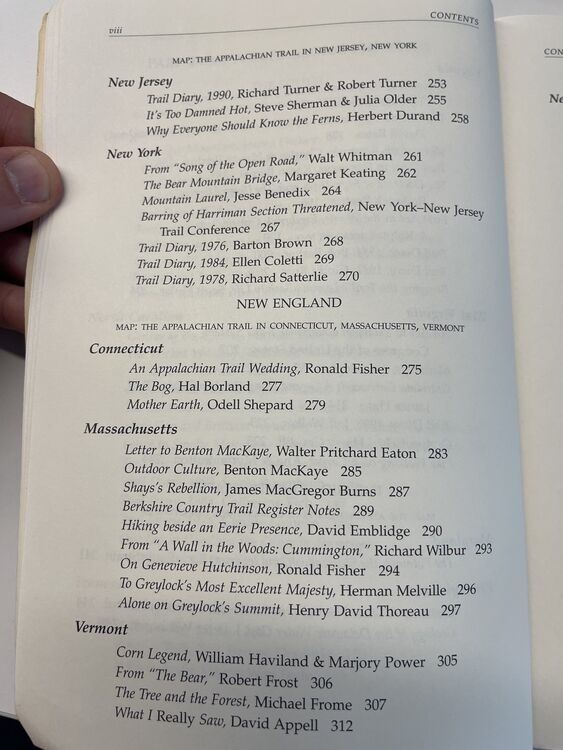 viii
CONTENTS
MAP: THE APPALACHIAN TRAIL IN NEW JERSEY, NEW YORK
New Jersey
Trail Diary, 1990, Richard Turner & Robert Turner 253
It's Too Damned Hot, Steve Sherman & Julia Older 255
Why Everyone Should Know the Ferns, Herbert Durand 258
New York
From "Song of the Open Road," Walt Whitman 261
The Bear Mountain Bridge, Margaret Keating 262
Mountain Laurel, Jesse Benedix 264
Barring of Harriman Section Threatened, New York–New Jersey
Trail Conference 267
Trail Diary, 1976, Barton Brown 268
Trail Diary, 1984, Ellen Coletti 269
Trail Diary, 1978, Richard Satterlie 270
NEW ENGLAND
MAP: THE APPALACHIAN TRAIL IN CONNECTICUT, MASSACHUSETTS, VERMONT
Connecticut
An Appalachian Trail Wedding, Ronald Fisher 275
The Bog, Hal Borland 277
Mother Earth, Odell Shepard 279
Massachusetts
Letter to Benton MacKaye, Walter Pritchard Eaton 283
Outdoor Culture, Benton MacKaye 285
Shays's Rebellion, James MacGregor Burns 287
Berkshire Country Trail Register Notes 289
Hiking beside an Eerie Presence, David Emblidge 290
From "A Wall in the Woods: Cummington," Richard Wilbur 293
On Genevieve Hutchinson, Ronald Fisher 294
To Greylock's Most Excellent Majesty, Herman Melville 296
Alone on Greylock's Summit, Henry David Thoreau 297
Vermont
Corn Legend, William Haviland & Marjory Power 305
From "The Bear," Robert Frost 306
The Tree and the Forest, Michael Frome 307
What I Really Saw, David Appell 312
CON
Ne